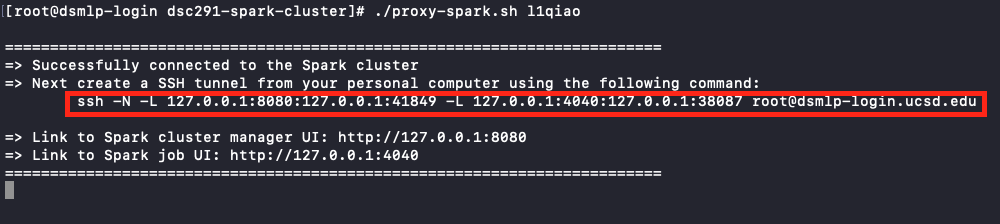 [root@dsmlp-login dsc291-spark-cluster]# ./proxy-spark.sh l1qiao
=========================================================================
=> Successfully connected to the Spark cluster
=> Next create a SSH tunnel from your personal computer using the following command:
ssh -N -L 127.0.0.1:8080:127.0.0.1:41849 -L 127.0.0.1:4040:127.0.0.1:38087 root@dsmlp-login.ucsd.edu
=> Link to Spark cluster manager UI: http://127.0.0.1:8080
=> Link to Spark job UI: http://127.0.0.1:4040
=========================================================================